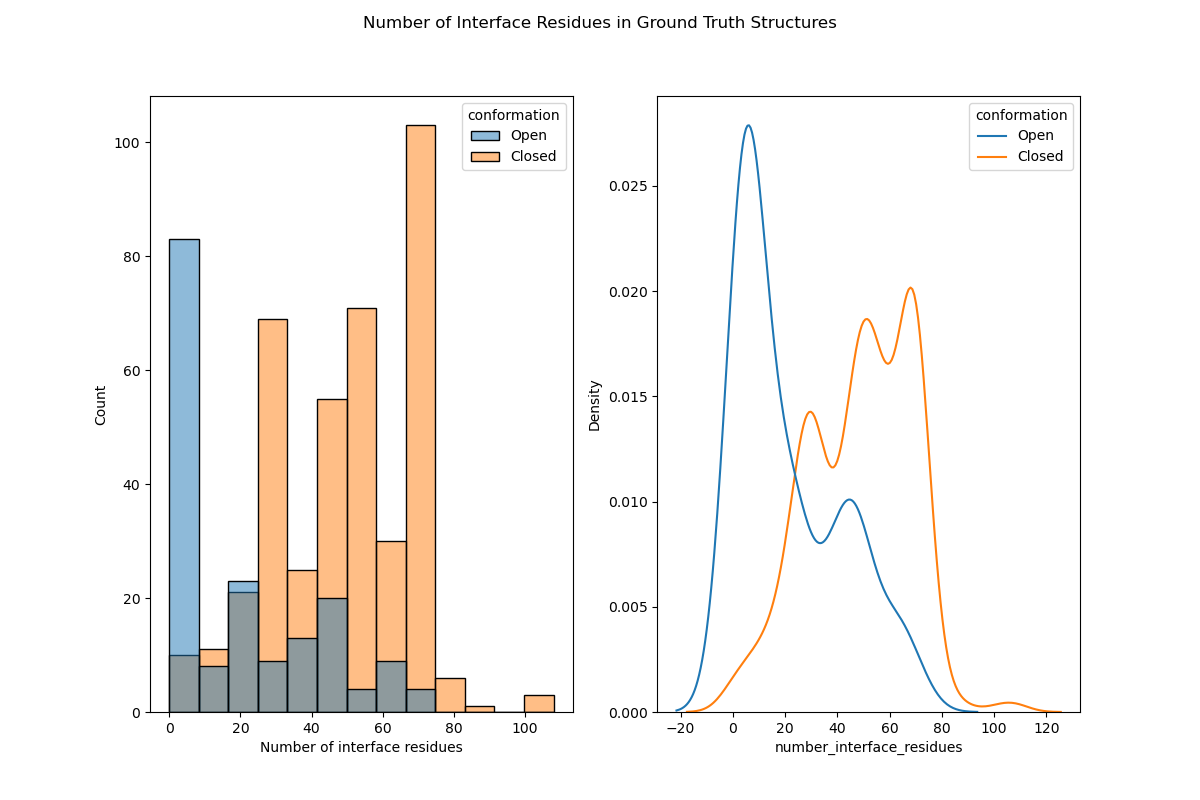 Number of Interface Residues in Ground Truth Structures
conformation
Open
Closed
100
80
60
40
20
0
Count
0 20 40 60 80 100
Number of interface residues
conformation
Open
Closed
0.025
0.020
0.015
0.010
0.005
0.000
Density
−20 0 20 40 60 80 100 120
number_interface_residues